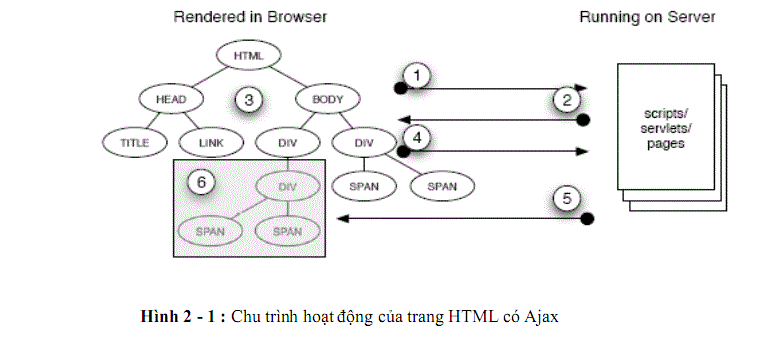 Rendered in Browser
Running on Server
HTML
1
HEAD
3
BODY
2
scripts/
servlets/
pages
TITLE
LINK
DIV
DIV
4
6
DIV
SPAN
SPAN
5
SPAN
SPAN
Hình 2 - 1 : Chu trình hoạt động của trang HTML có Ajax